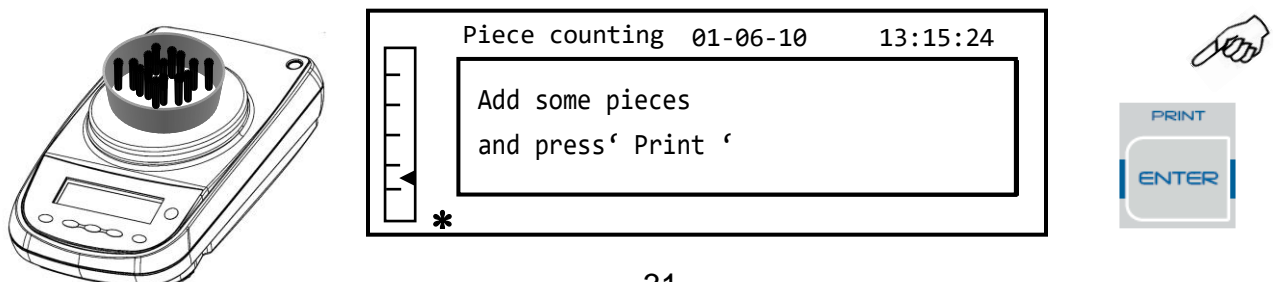 Piece counting 01-06-10 13:15:24
Add some pieces
and press‘ Print ‘
*
PRINT
ENTER